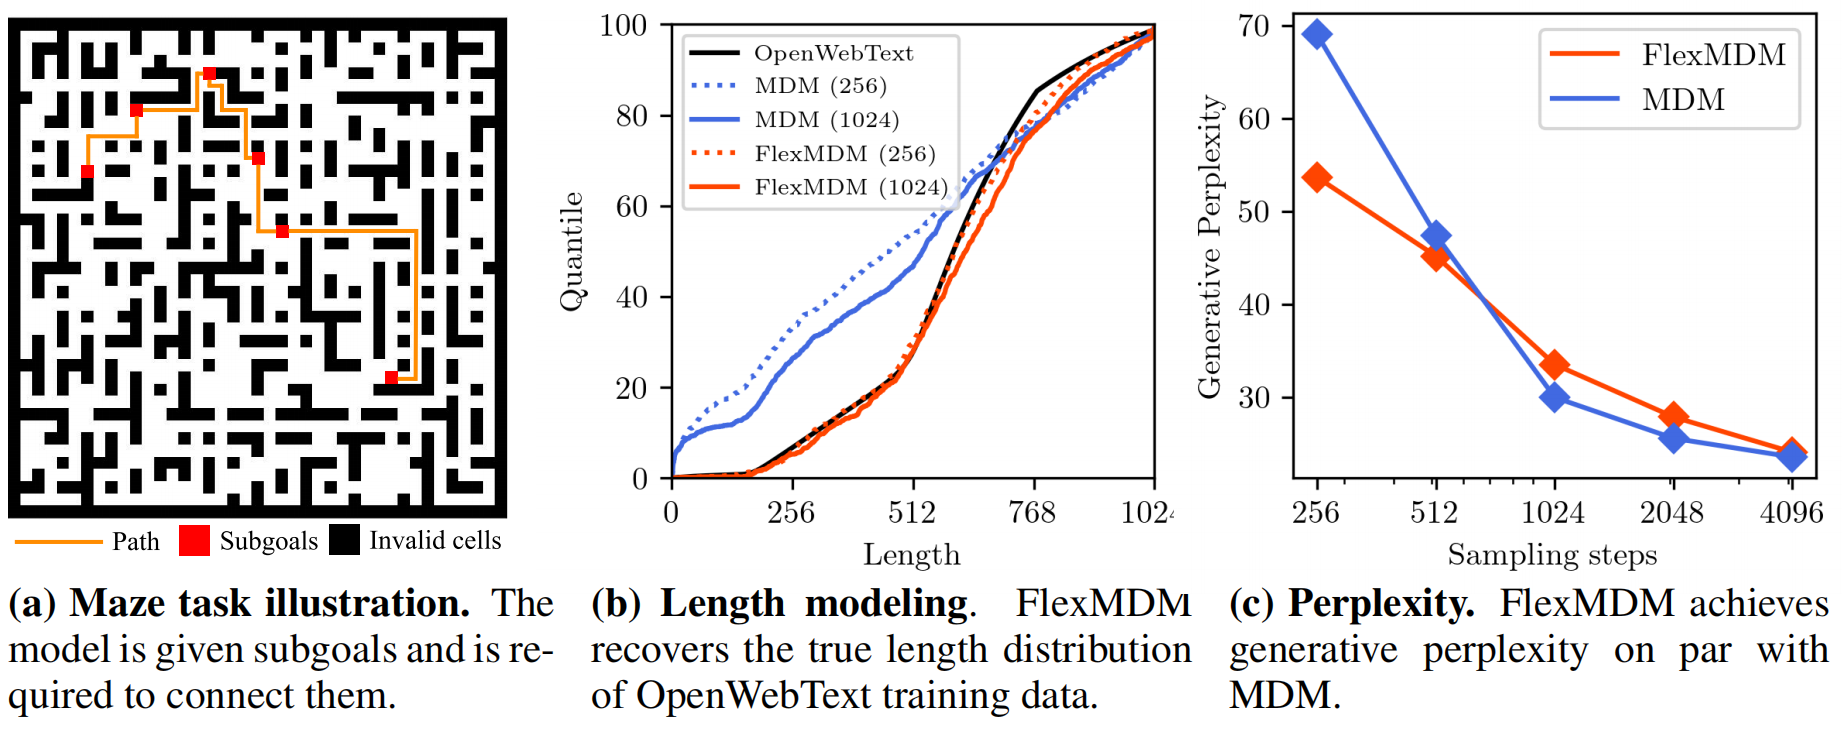 Path Subgoals Invalid cells
(a) Maze task illustration. The
model is given subgoals and is re-
quired to connect them.
100
80
60
40
20
0
Quantile
OpenWebText
MDM (256)
MDM (1024)
FlexMDM (256)
FlexMDM (1024)
0 256 512 768 1024
Length
(b) Length modeling. FlexMDM
recovers the true length distribution
of OpenWebText training data.
70
60
50
40
30
Generative Perplexity
FlexMDM
MDM
256 512 1024 2048 4096
Sampling steps
(c) Perplexity. FlexMDM achieves
generative perplexity on par with
MDM.